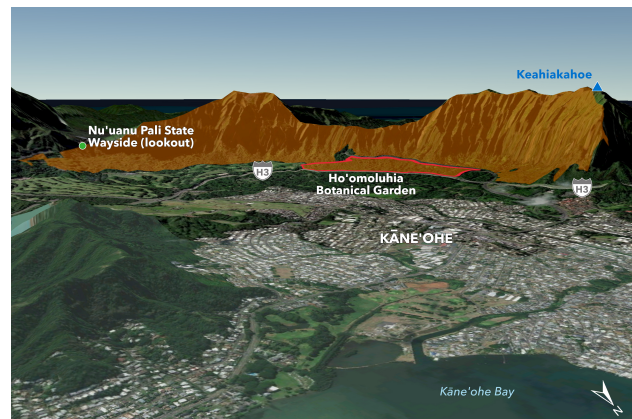 Keahiakahoe
Nu'uanu Pali State
Wayside (lookout)
H3
Ho'omoluhia
Botanical Garden
H3
KĀNE'OHE
Kāne'ohe Bay
N